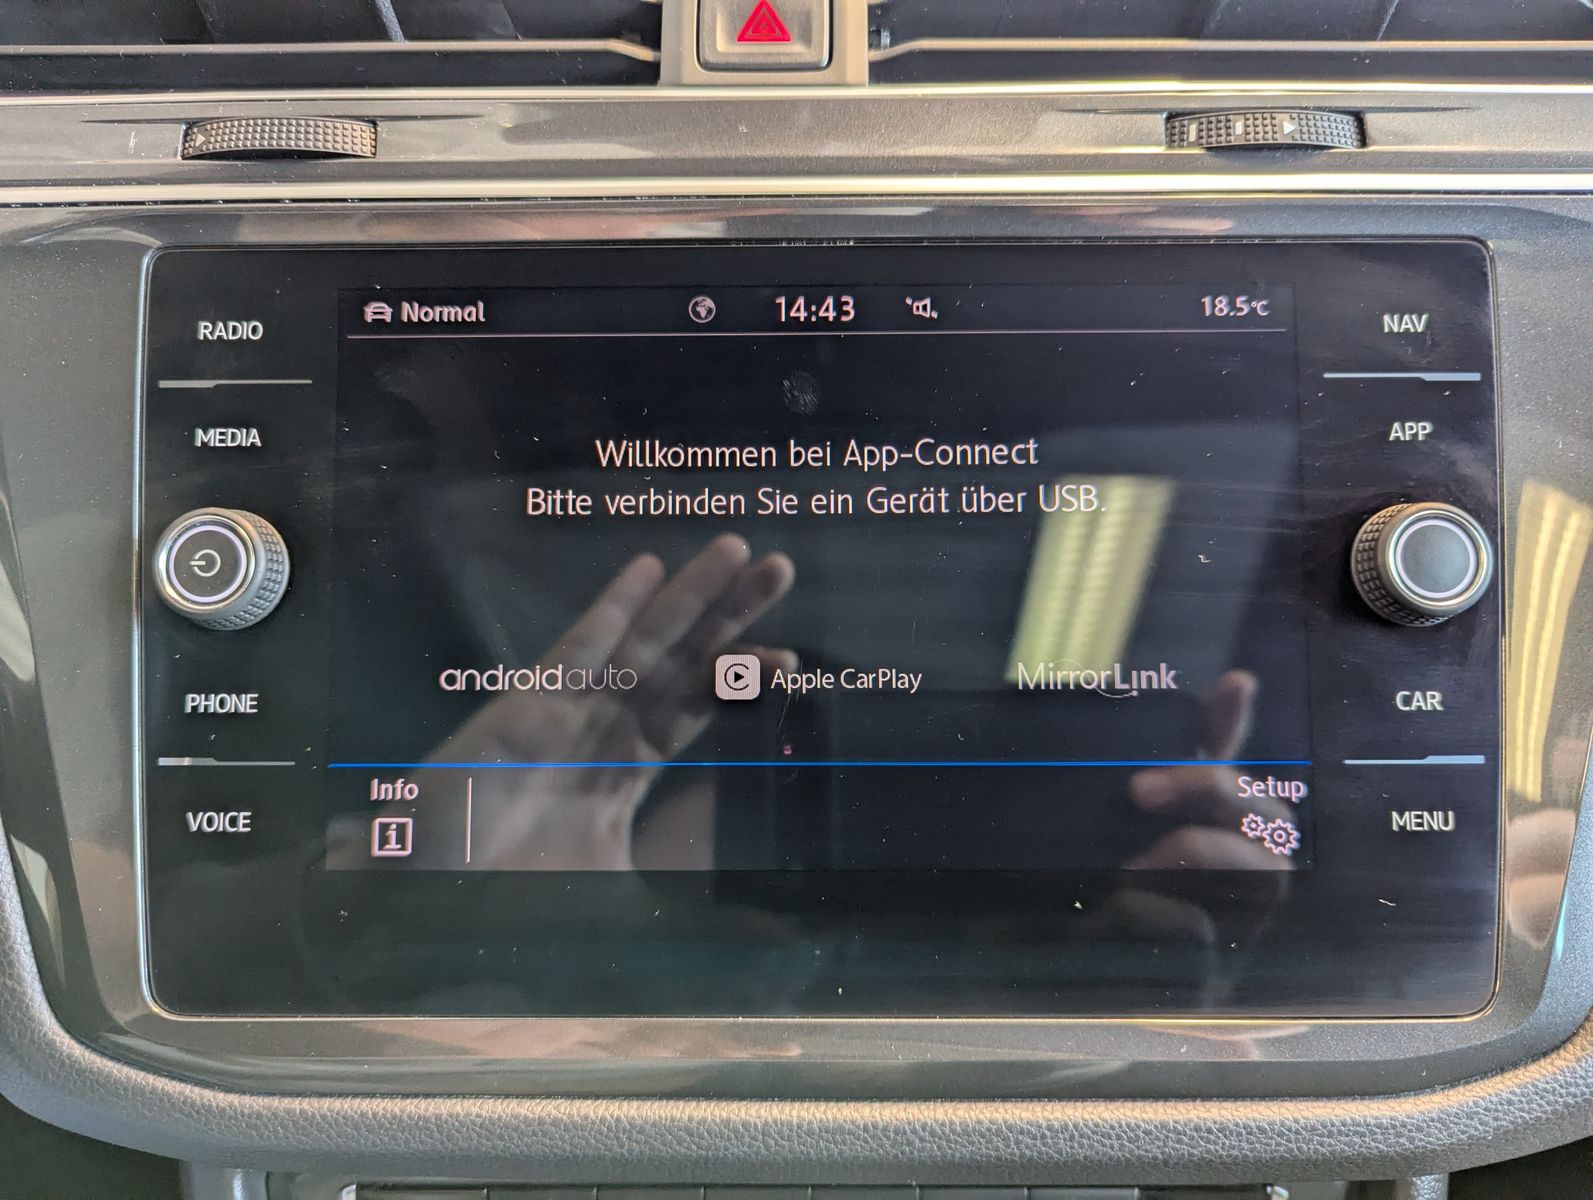 Normal 14:43 18.5°C
RADIO
NAV
MEDIA
APP
Willkommen bei App-Connect
Bitte verbinden Sie ein Gerät über USB.
androidauto Apple CarPlay MirrorLink
PHONE
CAR
Info
Setup
VOICE
MENU